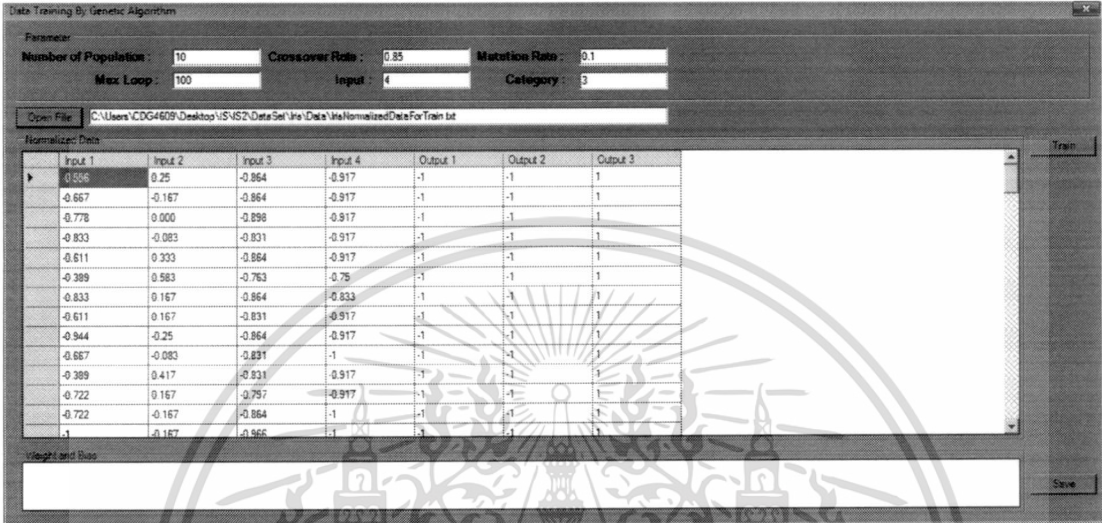 Data Training By Genetic Algorithm
Parameter
Number of Population : 10 Crossover Rate : 0.85 Mutation Rate : 0.1
Max Loop : 100 Input : 4 Category : 3
Open File C:\Users\CDG4609\Desktop\IS\IS2\DataSet\Iris\Data\IrisNormalizedDataForTrain.txt
Normalized Data
Train
Input 1 Input 2 Input 3 Input 4 Output 1 Output 2 Output 3
0.556 0.25 -0.864 -0.917 -1 -1 1
-0.667 -0.167 -0.864 -0.917 -1 -1 1
-0.778 0.000 -0.898 -0.917 -1 -1 1
-0.833 -0.083 -0.831 -0.917 -1 -1 1
-0.611 0.333 -0.864 -0.917 -1 -1 1
-0.389 0.583 -0.763 -0.75 -1 -1 1
-0.833 0.167 -0.864 -0.833 -1 -1 1
-0.611 0.167 -0.831 -0.917 -1 -1 1
-0.944 -0.25 -0.864 -0.917 -1 -1 1
-0.667 -0.083 -0.831 -1 -1 -1 1
-0.389 0.417 -0.831 -0.917 -1 -1 1
-0.722 0.167 -0.797 -0.917 -1 -1 1
-0.722 -0.167 -0.864 -1 -1 -1 1
-1 -0.167 -0.966 -1 -1 -1 1
Weight and Bias
Save